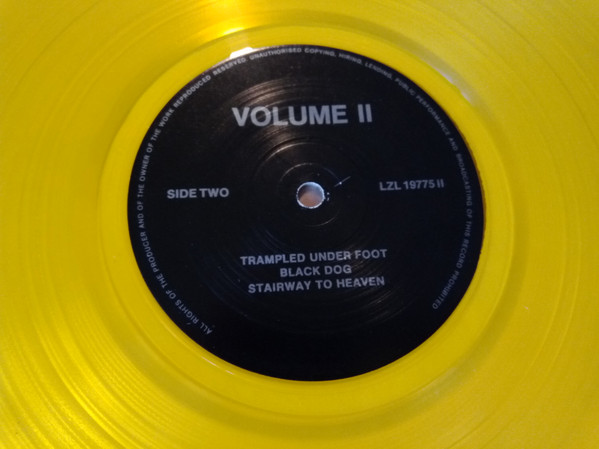 VOLUME II
SIDE TWO
LZL 19775 II
TRAMPLED UNDER FOOT
BLACK DOG
STAIRWAY TO HEAVEN
ALL RIGHTS OF THE PRODUCER AND OF THE OWNER OF THE WORK REPRODUCED RESERVED. UNAUTHORISED COPYING, HIRING, LENDING, PUBLIC PERFORMANCE AND BROADCASTING OF THIS RECORD PROHIBITED